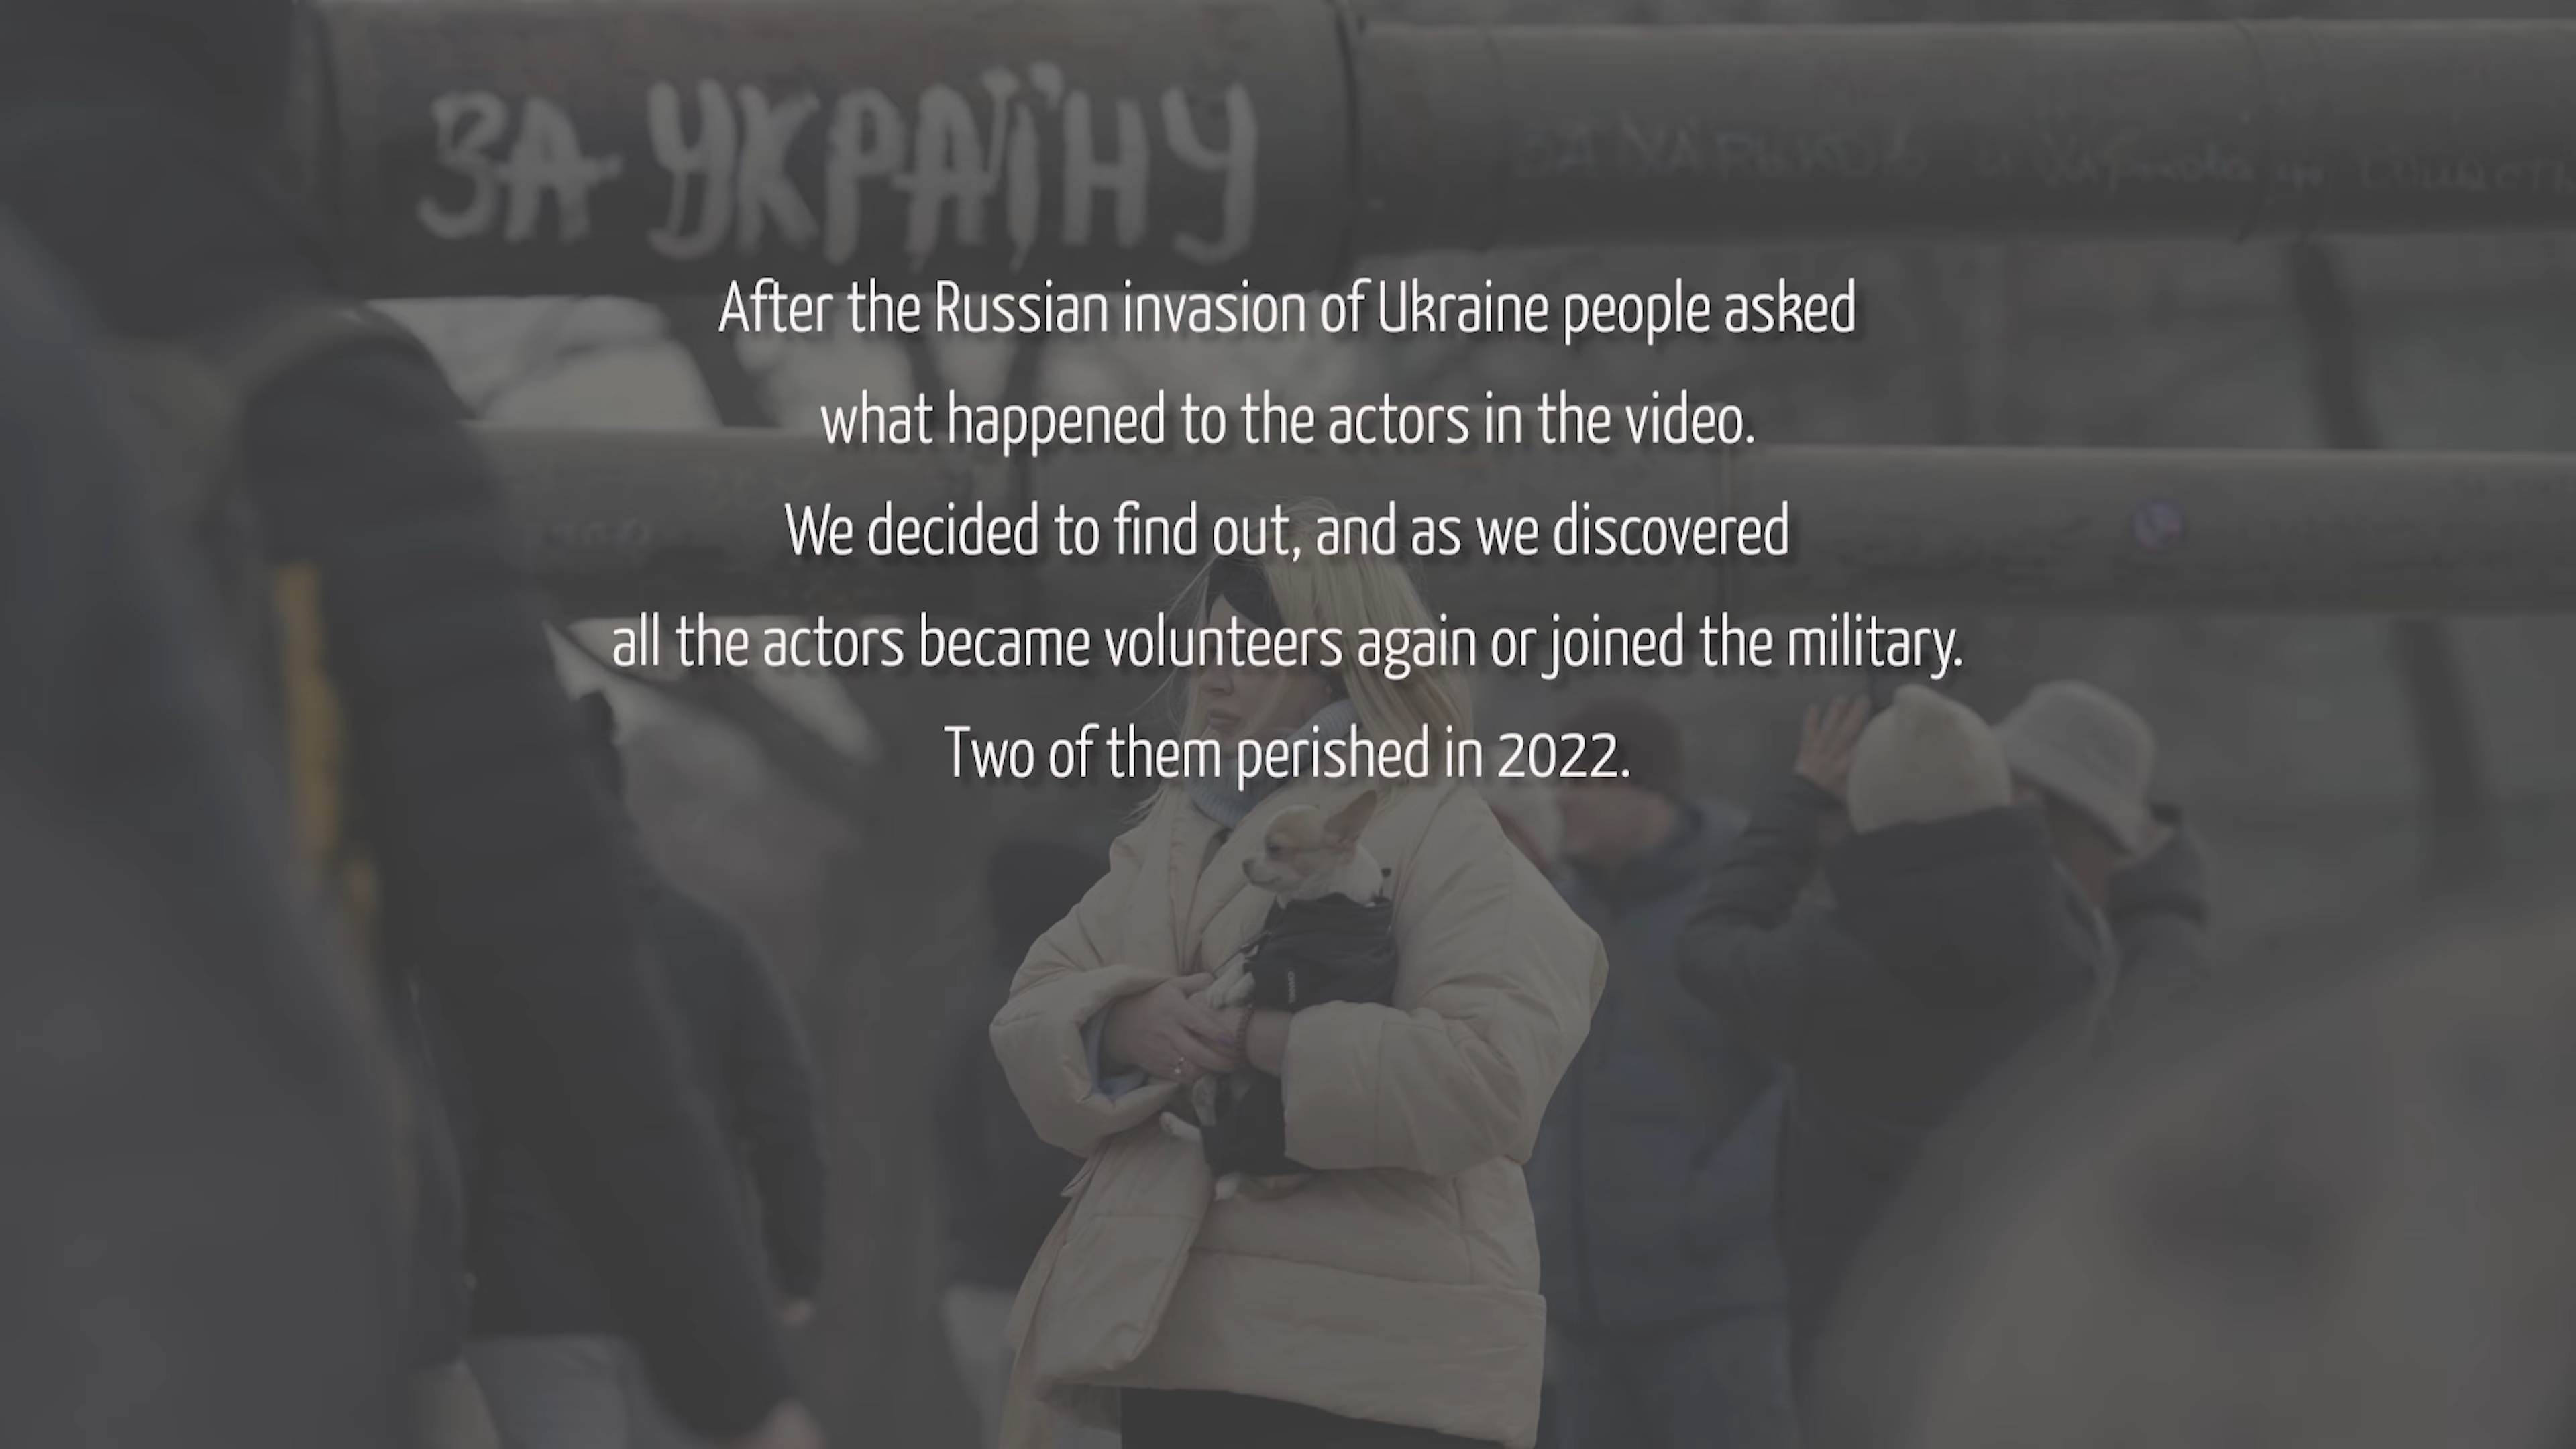 ЗА УКРАЇНУ
After the Russian invasion of Ukraine people asked
what happened to the actors in the video.
We decided to find out, and as we discovered
all the actors became volunteers again or joined the military.
Two of them perished in 2022.